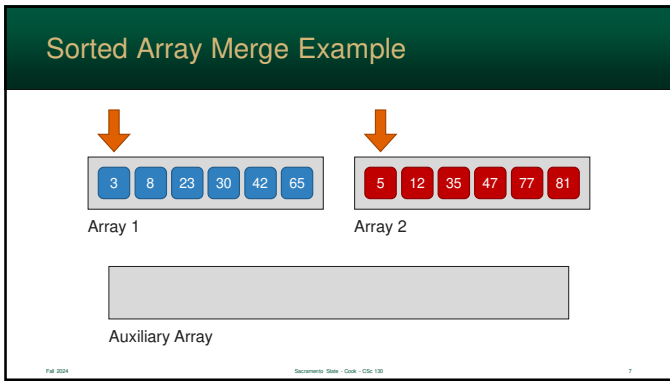 Sorted Array Merge Example
3 8 23 30 42 65
5 12 35 47 77 81
Array 1
Array 2
Auxiliary Array
Fall 2024
Sacramento State - Cook - CSc 130
7